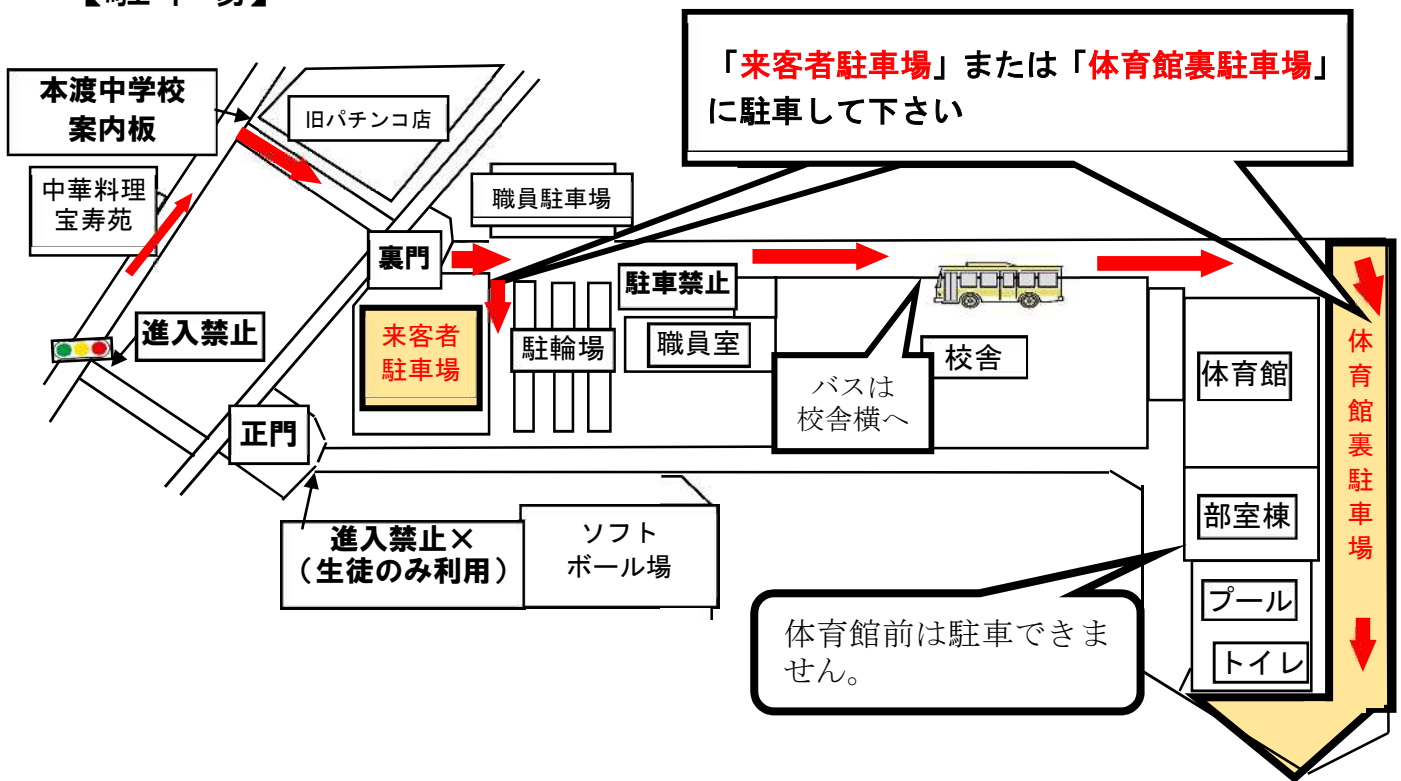 【駐車場】
「来客者駐車場」または「体育館裏駐車場」
に駐車して下さい
本渡中学校
案内板
旧パチンコ店
中華料理
宝寿苑
職員駐車場
裏門
駐車禁止
進入禁止
来客者
駐車場
駐輪場
職員室
校舎
バスは
校舎横へ
体育館
体育館裏駐車場
正門
進入禁止×
(生徒のみ利用)
ソフト
ボール場
部室棟
プール
トイレ
体育館前は駐車できま
せん。